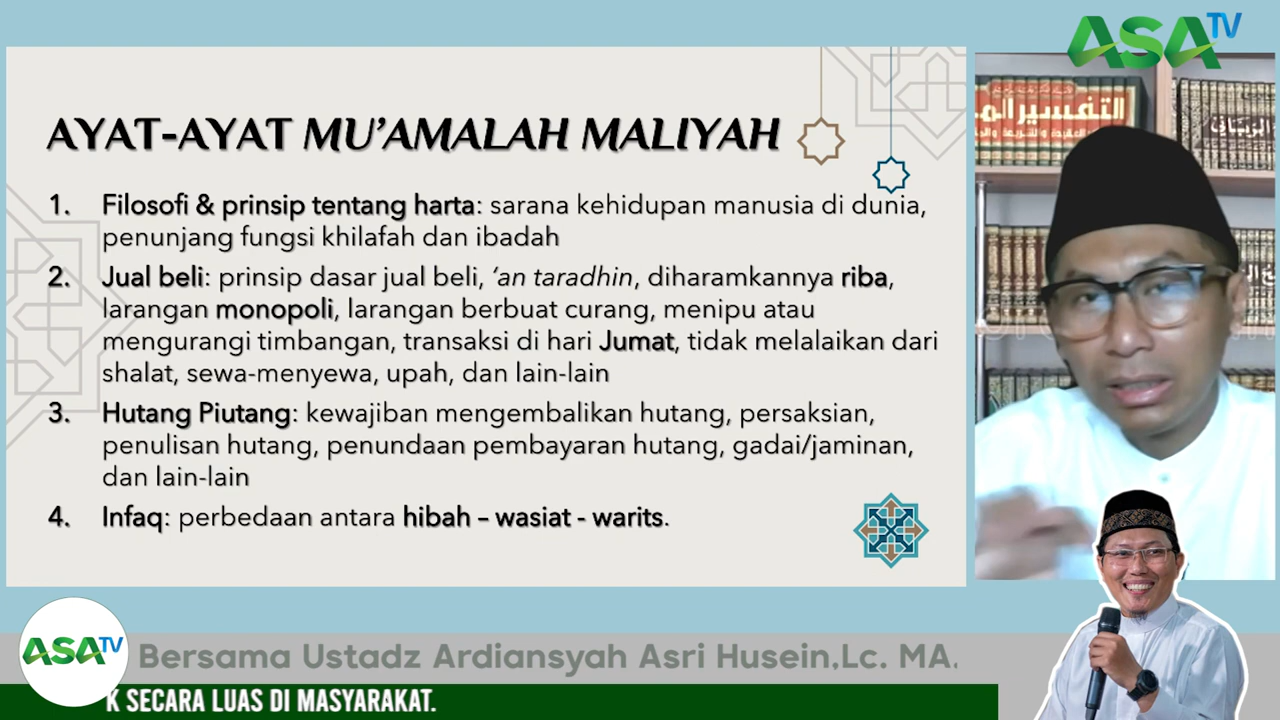 ASA TV
AYAT-AYAT MU’AMALAH MALIYAH
1. Filosofi & prinsip tentang harta: sarana kehidupan manusia di dunia,
penunjang fungsi khilafah dan ibadah
2. Jual beli: prinsip dasar jual beli, ‘an taradhin, diharamkannya riba,
larangan monopoli, larangan berbuat curang, menipu atau
mengurangi timbangan, transaksi di hari Jumat, tidak melalaikan dari
shalat, sewa-menyewa, upah, dan lain-lain
3. Hutang Piutang: kewajiban mengembalikan hutang, persaksian,
penulisan hutang, penundaan pembayaran hutang, gadai/jaminan,
dan lain-lain
4. Infaq: perbedaan antara hibah – wasiat - warits.
ASA TV
Bersama Ustadz Ardiansyah Asri Husein,Lc. MA.
K SECARA LUAS DI MASYARAKAT.